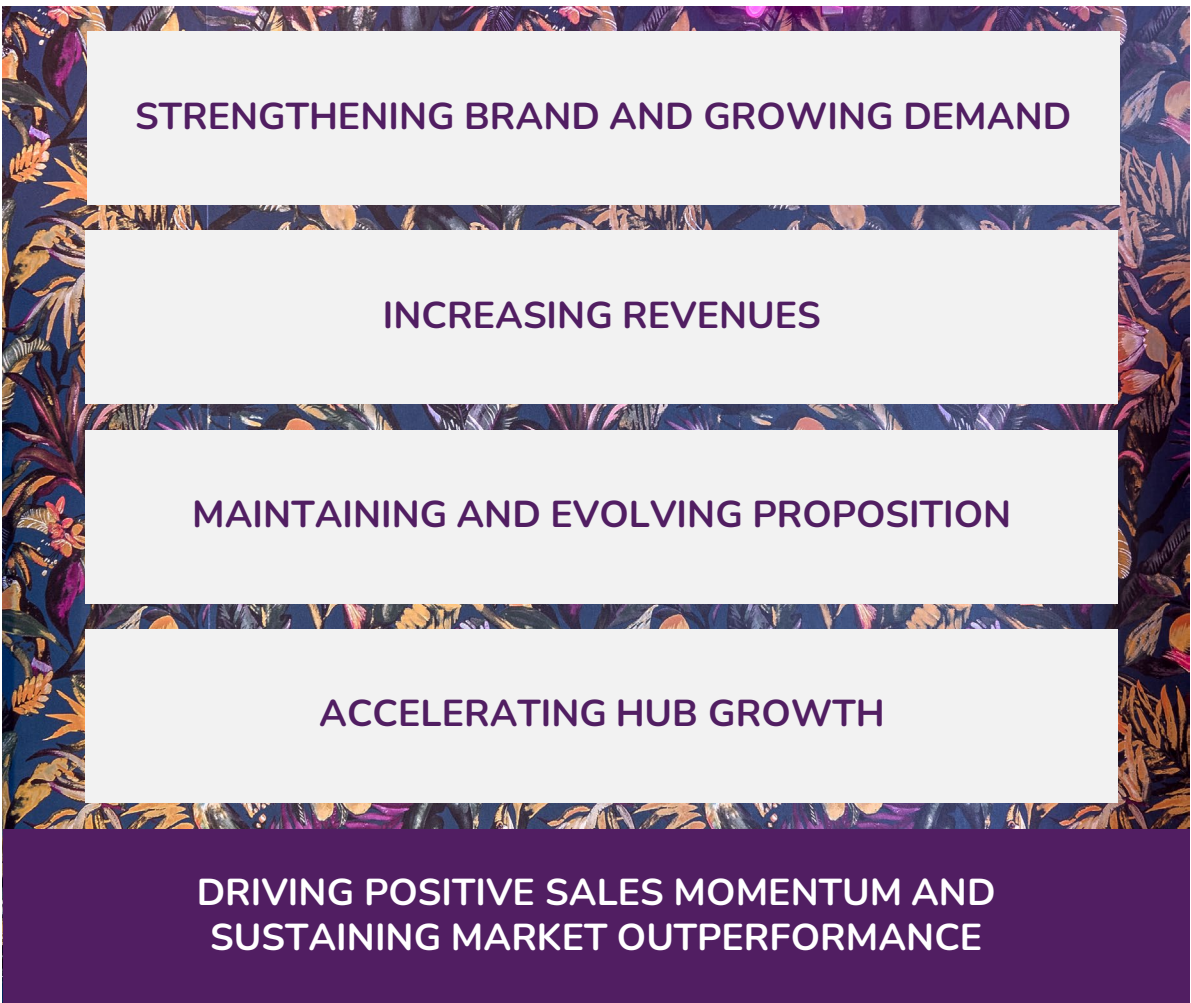 STRENGTHENING BRAND AND GROWING DEMAND
INCREASING REVENUES
MAINTAINING AND EVOLVING PROPOSITION
ACCELERATING HUB GROWTH
DRIVING POSITIVE SALES MOMENTUM AND
SUSTAINING MARKET OUTPERFORMANCE